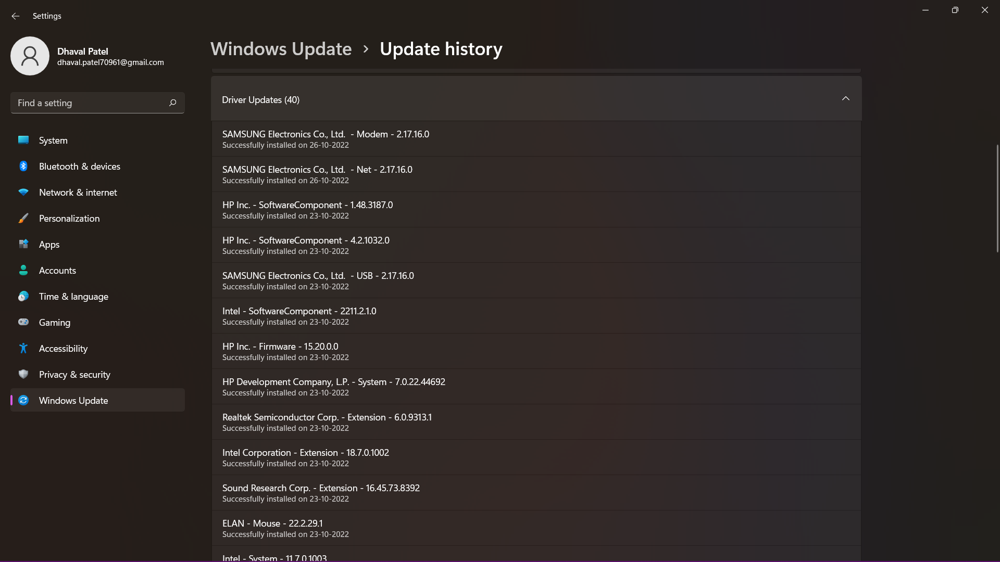 Settings
Dhaval Patel
dhaval.patel70961@gmail.com
Find a setting
System
Bluetooth & devices
Network & internet
Personalization
Apps
Accounts
Time & language
Gaming
Accessibility
Privacy & security
Windows Update
Windows Update > Update history
Driver Updates (40)
SAMSUNG Electronics Co., Ltd.  - Modem - 2.17.16.0
Successfully installed on 26-10-2022
SAMSUNG Electronics Co., Ltd.  - Net - 2.17.16.0
Successfully installed on 26-10-2022
HP Inc. - SoftwareComponent - 1.48.3187.0
Successfully installed on 23-10-2022
HP Inc. - SoftwareComponent - 4.2.1032.0
Successfully installed on 23-10-2022
SAMSUNG Electronics Co., Ltd.  - USB - 2.17.16.0
Successfully installed on 23-10-2022
Intel - SoftwareComponent - 2211.2.1.0
Successfully installed on 23-10-2022
HP Inc. - Firmware - 15.20.0.0
Successfully installed on 23-10-2022
HP Development Company, L.P. - System - 7.0.22.44692
Successfully installed on 23-10-2022
Realtek Semiconductor Corp. - Extension - 6.0.9313.1
Successfully installed on 23-10-2022
Intel Corporation - Extension - 18.7.0.1002
Successfully installed on 23-10-2022
Sound Research Corp. - Extension - 16.45.73.8392
Successfully installed on 23-10-2022
ELAN - Mouse - 22.2.29.1
Successfully installed on 23-10-2022
Intel - System - 11.7.0.1003